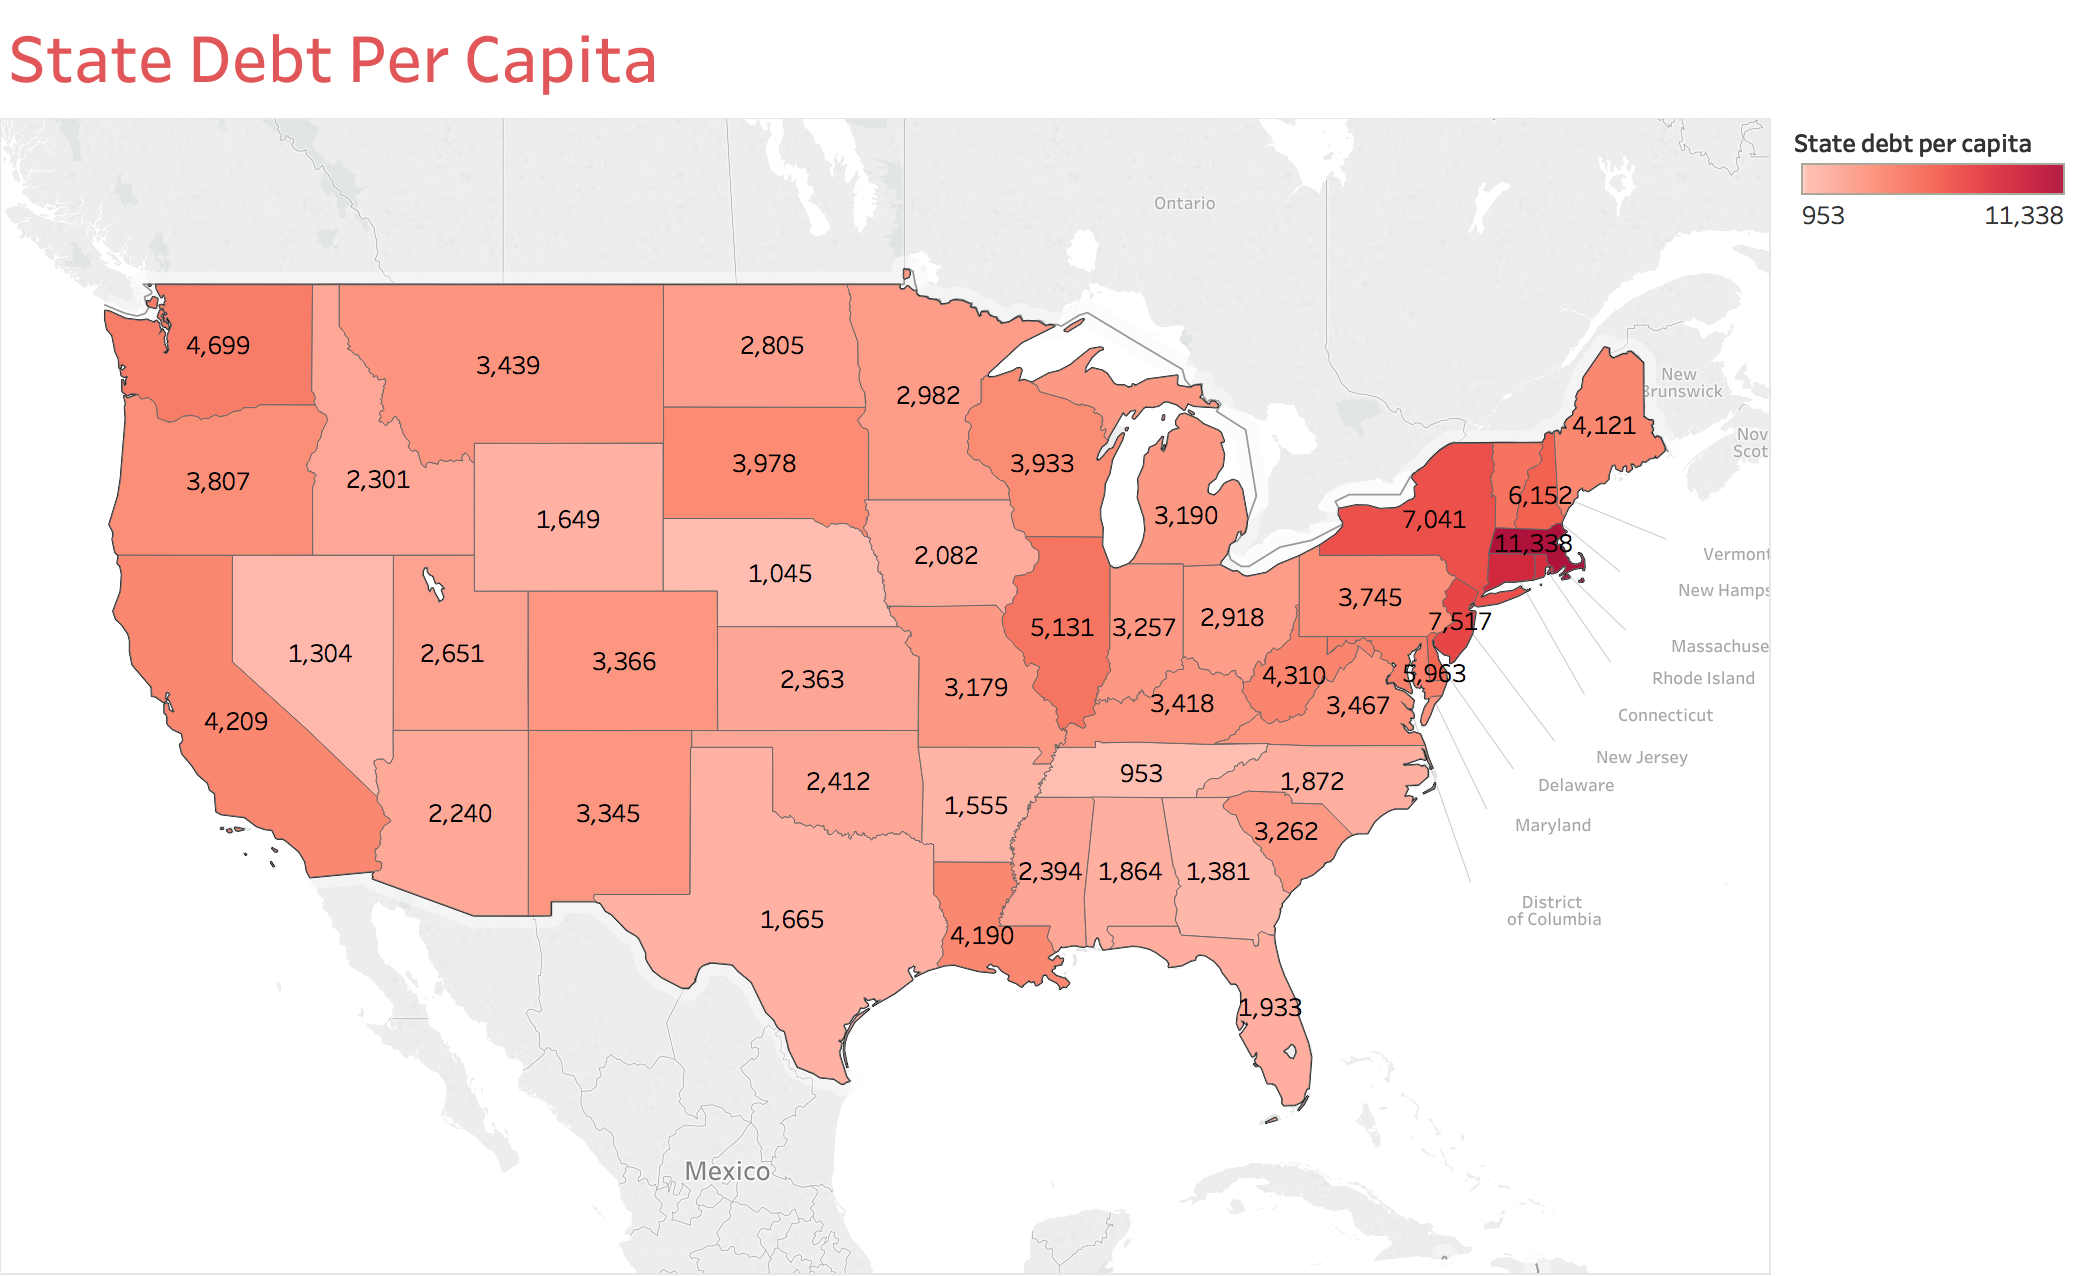 State Debt Per Capita
State debt per capita
953 11,338
Ontario
New
Brunswick
Nov
Scot
4,699
3,439
2,805
2,982
4,121
3,807
2,301
1,649
3,978
3,933
3,190
7,041
6,152
11,338
1,045
2,082
3,745
7,517
1,304
2,651
3,366
2,363
5,131
3,257
2,918
4,310
5,963
3,179
3,418
3,467
4,209
2,240
3,345
2,412
1,555
953
1,872
3,262
1,665
2,394
1,864
1,381
4,190
1,933
Vermont
New Hamps
Massachuse
Rhode Island
Connecticut
New Jersey
Delaware
Maryland
District
of Columbia
Mexico